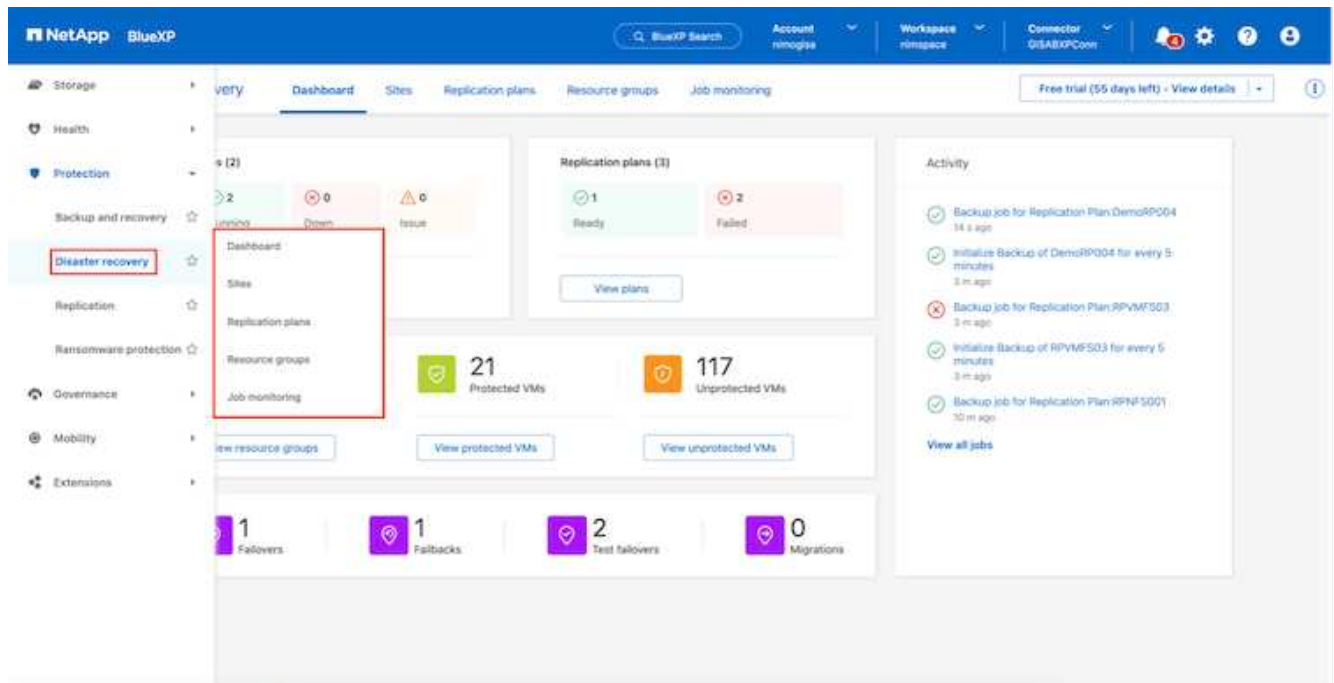 NetApp BlueXP
BlueXP Search
Account
nimogisa
Workspace
nimspace
Connector
GISABXPConn
4
Storage
Health
Protection
Backup and recovery
Disaster recovery
Replication
Ransomware protection
Governance
Mobility
Extensions
very
Dashboard
Sites
Replication plans
Resource groups
Job monitoring
Free trial (55 days left) - View details
s (2)
2
unning
0
Down
0
Issue
Dashboard
Sites
Replication plans
Resource groups
Job monitoring
Replication plans (3)
1
Ready
2
Failed
View plans
21
Protected VMs
117
Unprotected VMs
iew resource groups
View protected VMs
View unprotected VMs
1
Failovers
1
Failbacks
2
Test failovers
0
Migrations
Activity
Backup job for Replication Plan:DemoRP004
14 s ago
Initialize Backup of DemoRP004 for every 5
minutes
3 m ago
Backup job for Replication Plan:RPVMFS03
3 m ago
Initialize Backup of RPVMFS03 for every 5
minutes
3 m ago
Backup job for Replication Plan:RPNFS001
10 m ago
View all jobs